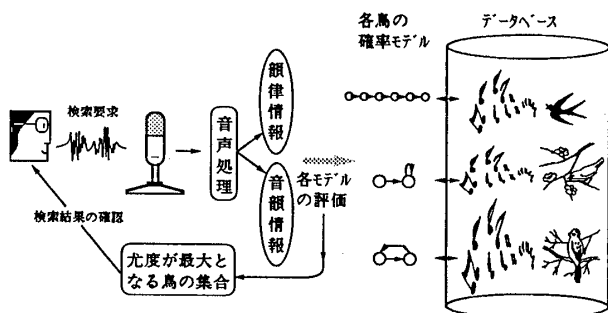 各鳥の
確率モデル
データベース
検索要求
音声処理
韻律情報
音韻情報
各モデル
の評価
検索結果の確認
尤度が最大と
なる鳥の集合